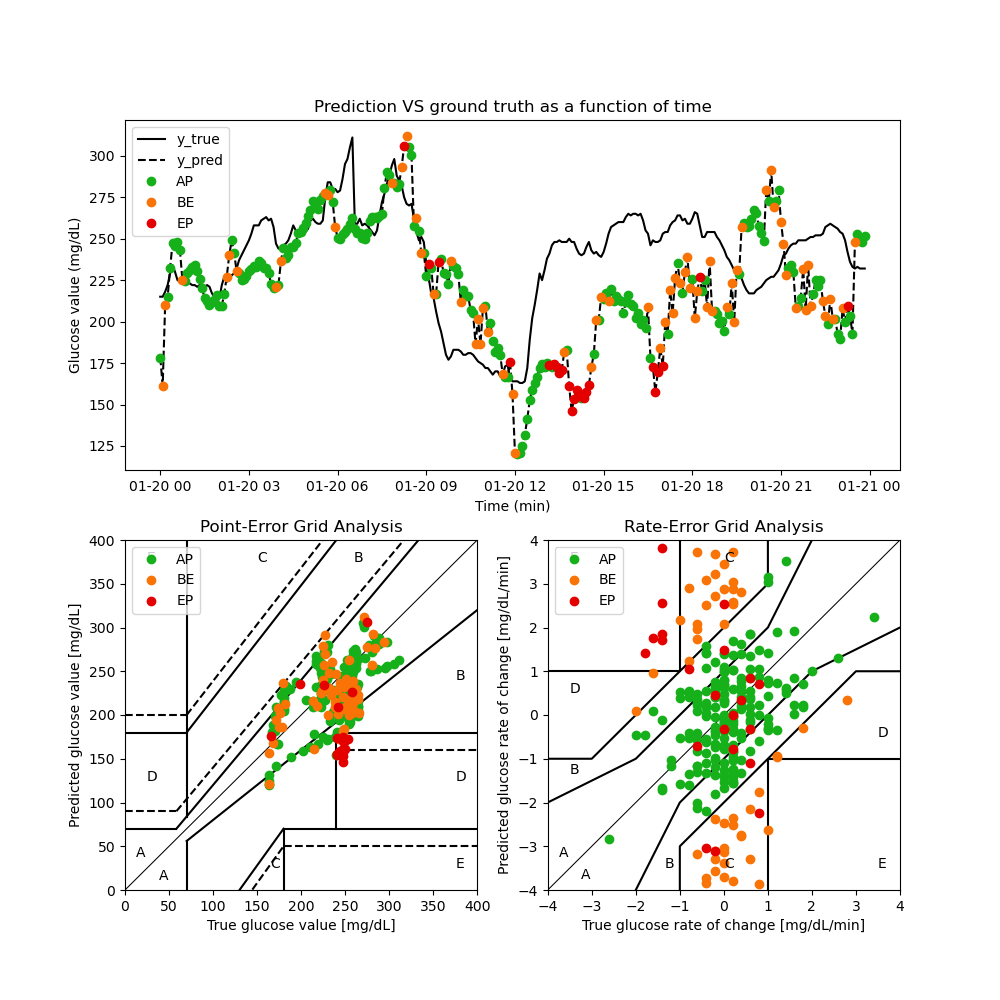 Prediction VS ground truth as a function of time
Glucose value (mg/dL)
300
275
250
225
200
175
150
125
y_true
y_pred
AP
BE
EP
01-20 00 01-20 03 01-20 06 01-20 09 01-20 12 01-20 15 01-20 18 01-20 21 01-21 00
Time (min)
Point-Error Grid Analysis
Predicted glucose value [mg/dL]
400
350
300
250
200
150
100
50
0
AP
BE
EP
C
B
B
D
D
A
A
C
E
0 50 100 150 200 250 300 350 400
True glucose value [mg/dL]
Rate-Error Grid Analysis
Predicted glucose rate of change [mg/dL/min]
4
3
2
1
0
−1
−2
−3
−4
AP
BE
EP
C
D
D
B
A
A
B
C
E
−4 −3 −2 −1 0 1 2 3 4
True glucose rate of change [mg/dL/min]